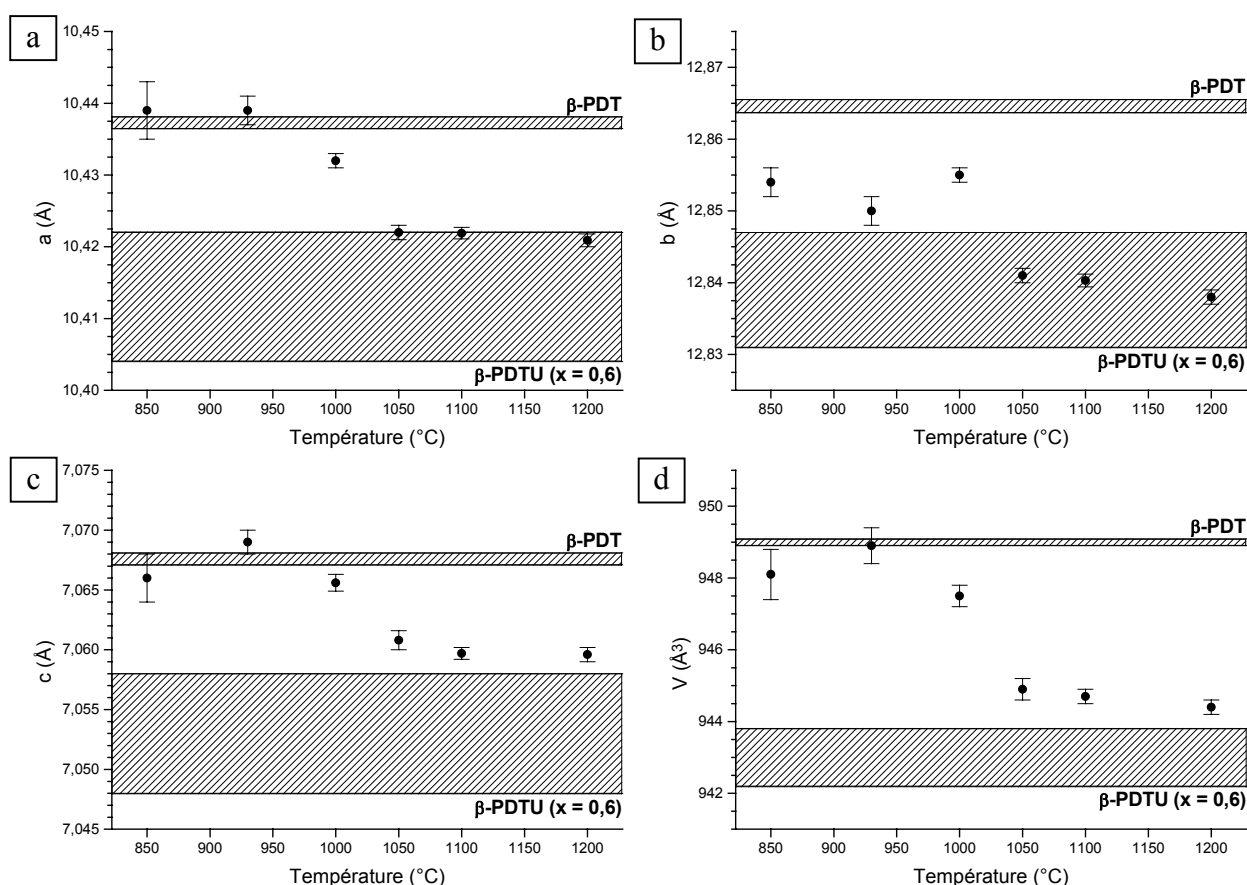 a
10,45
10,44
10,43
10,42
10,41
10,40
a (Å)
β-PDT
β-PDTU (x = 0,6)
850 900 950 1000 1050 1100 1150 1200
Température (°C)
b
12,87
12,86
12,85
12,84
12,83
b (Å)
β-PDT
β-PDTU (x = 0,6)
850 900 950 1000 1050 1100 1150 1200
Température (°C)
c
7,075
7,070
7,065
7,060
7,055
7,050
7,045
c (Å)
β-PDT
β-PDTU (x = 0,6)
850 900 950 1000 1050 1100 1150 1200
Température (°C)
d
950
948
946
944
942
V (Å³)
β-PDT
β-PDTU (x = 0,6)
850 900 950 1000 1050 1100 1150 1200
Température (°C)